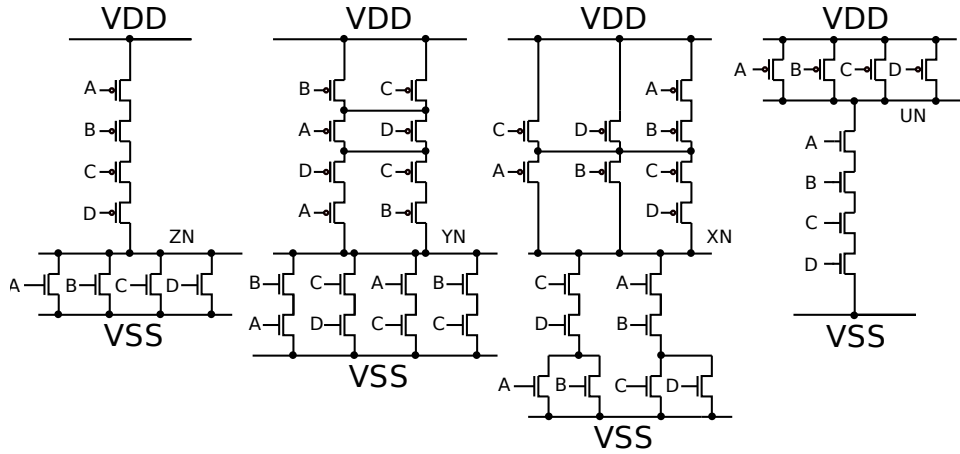 VDD VDD VDD VDD
A B C D
B C A A B C D
UN
A D C D B A
B
D C A B C B
C
D A B D C
D
ZN YN XN
A B C D B C A B C A
A D C C D B
VSS VSS VSS
A B C D
VSS